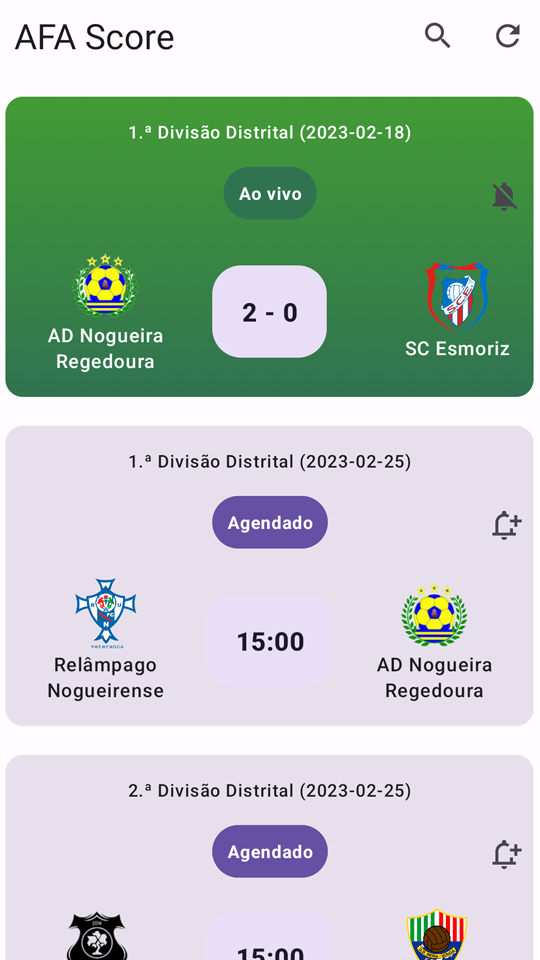 AFA Score
1.ª Divisão Distrital (2023-02-18)
Ao vivo
2 - 0
AD Nogueira
Regedoura
SC Esmoriz
1.ª Divisão Distrital (2023-02-25)
Agendado
15:00
Relâmpago
Nogueirense
AD Nogueira
Regedoura
2.ª Divisão Distrital (2023-02-25)
Agendado
2014
15:00